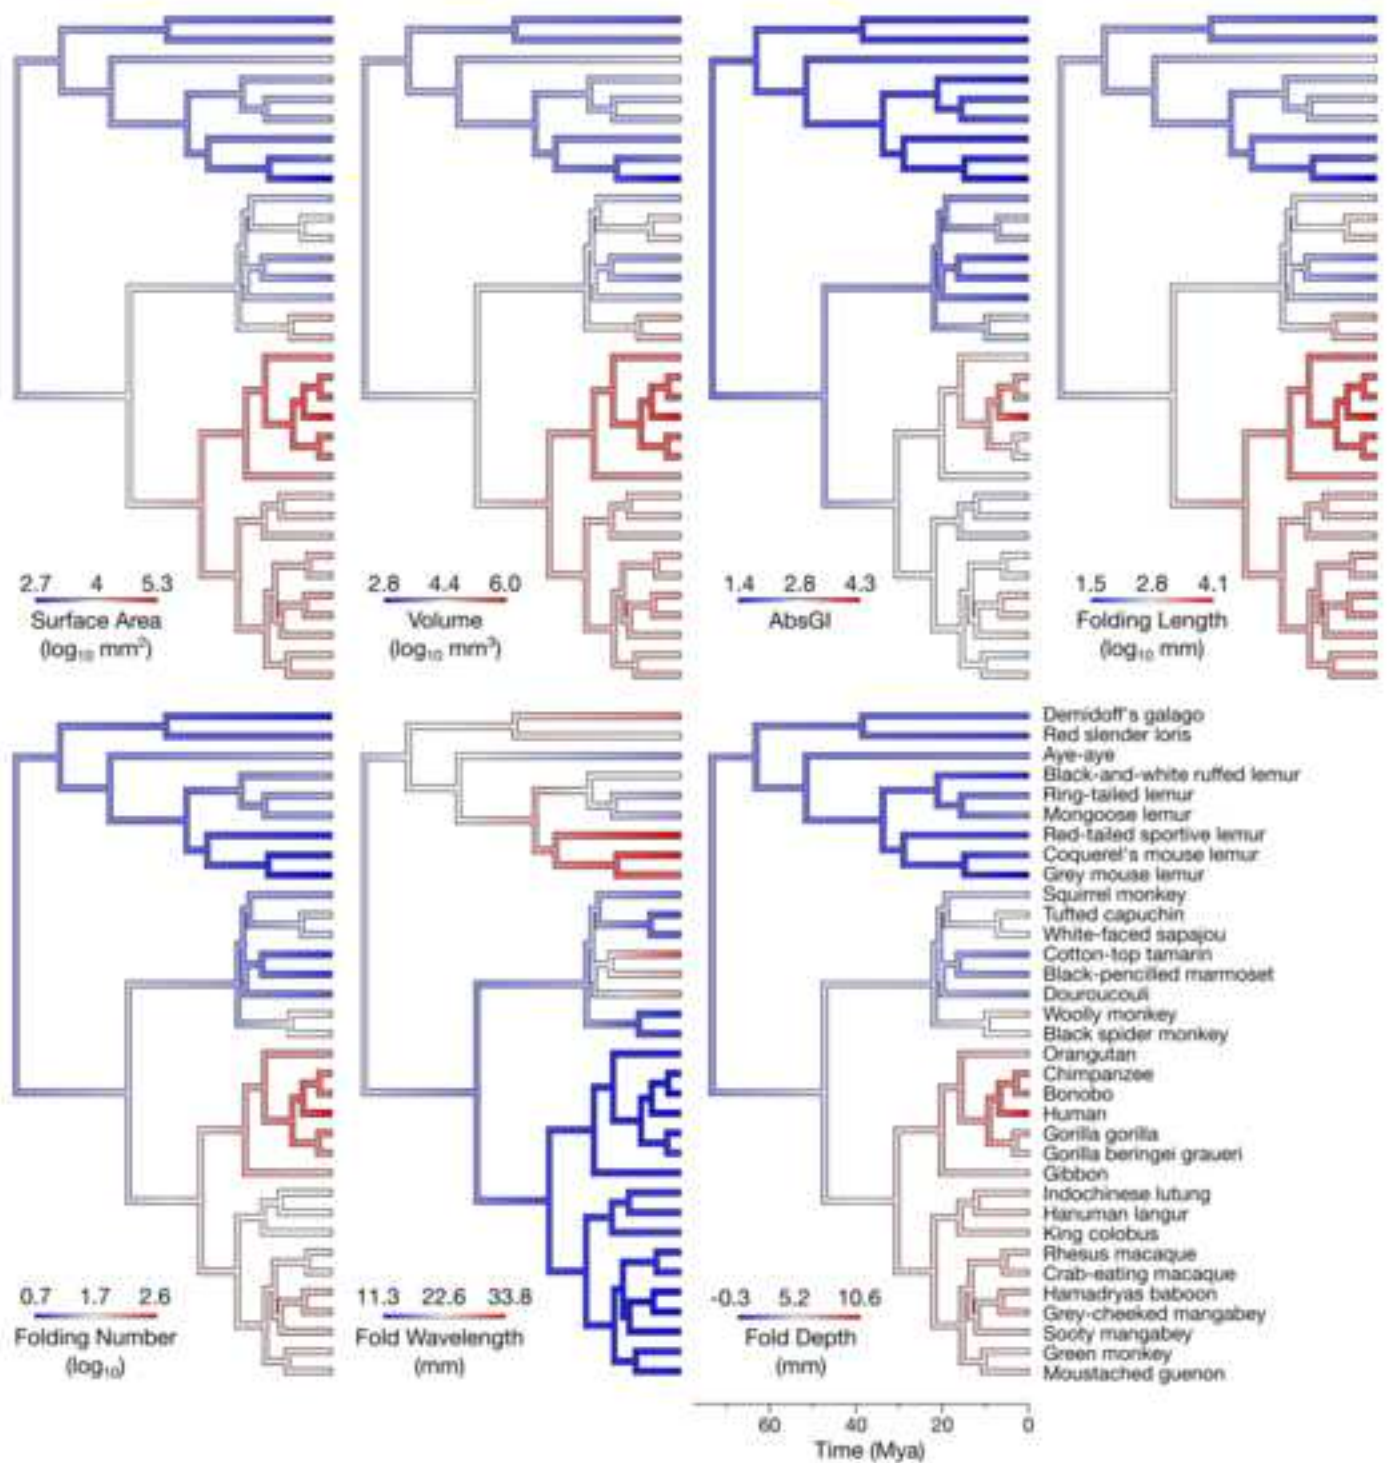 2.7 4 5.3
Surface Area
(log₁₀ mm²)
2.8 4.4 6.0
Volume
(log₁₀ mm³)
1.4 2.8 4.3
AbsGI
1.5 2.8 4.1
Folding Length
(log₁₀ mm)
0.7 1.7 2.6
Folding Number
(log₁₀)
11.3 22.6 33.8
Fold Wavelength
(mm)
-0.3 5.2 10.6
Fold Depth
(mm)
Demidoff's galago
Red slender loris
Aye-aye
Black-and-white ruffed lemur
Ring-tailed lemur
Mongoose lemur
Red-tailed sportive lemur
Coquerel's mouse lemur
Grey mouse lemur
Squirrel monkey
Tufted capuchin
White-faced sapajou
Cotton-top tamarin
Black-pencilled marmoset
Douroucouli
Woolly monkey
Black spider monkey
Orangutan
Chimpanzee
Bonobo
Human
Gorilla gorilla
Gorilla beringei graueri
Gibbon
Indochinese lutung
Hanuman langur
King colobus
Rhesus macaque
Crab-eating macaque
Hamadryas baboon
Grey-cheeked mangabey
Sooty mangabey
Green monkey
Moustached guenon
60 40 20 0
Time (Mya)